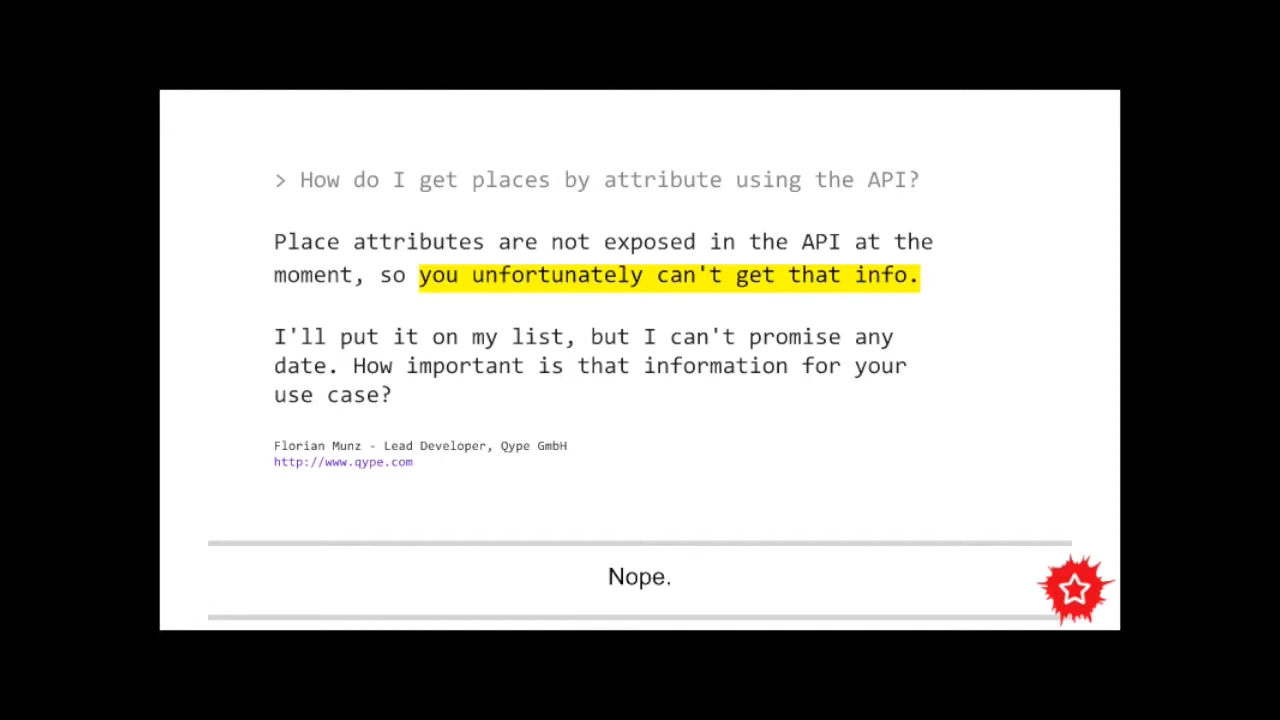 > How do I get places by attribute using the API?
Place attributes are not exposed in the API at the
moment, so you unfortunately can't get that info.
I'll put it on my list, but I can't promise any
date. How important is that information for your
use case?
Florian Munz - Lead Developer, Qype GmbH
http://www.qype.com
Nope.